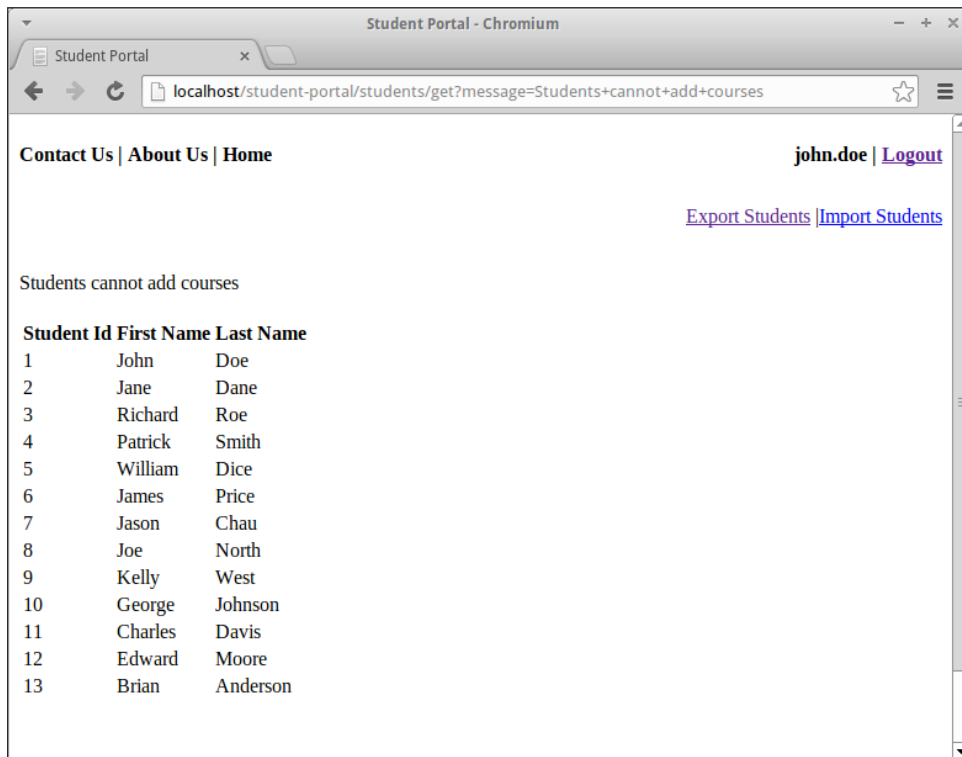 Student Portal - Chromium
Student Portal
localhost/student-portal/students/get?message=Students+cannot+add+courses
Contact Us | About Us | Home john.doe | Logout
Export Students |Import Students
Students cannot add courses
Student Id First Name Last Name
1 John Doe
2 Jane Dane
3 Richard Roe
4 Patrick Smith
5 William Dice
6 James Price
7 Jason Chau
8 Joe North
9 Kelly West
10 George Johnson
11 Charles Davis
12 Edward Moore
13 Brian Anderson